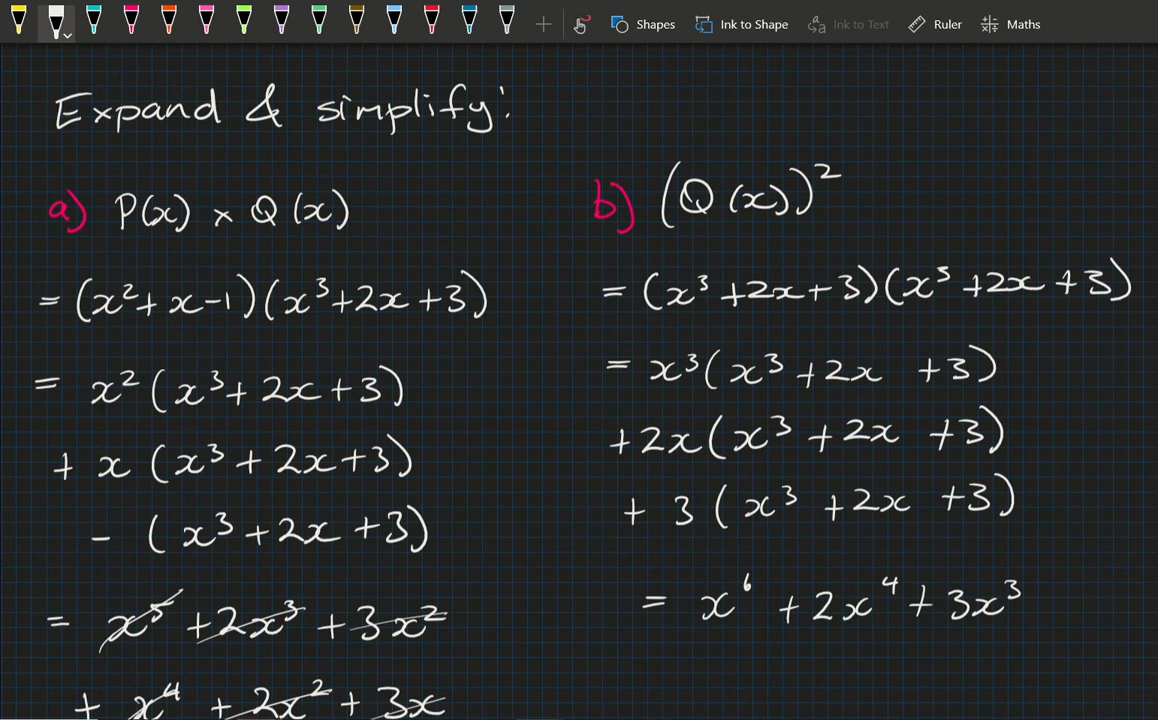 Shapes Ink to Shape Ink to Text Ruler Maths
Expand & simplify:
a) P(x) × Q(x)
= (x²+ x-1)(x³+2x+3)
= x²(x³+2x+3)
+ x (x³+2x+3)
- (x³+2x+3)
= x⁵ +2x³ +3x²
+ x⁴ +2x² + 3x
b) (Q(x))²
= (x³+2x+3)(x³+2x+3)
= x³(x³+2x +3)
+2x(x³+2x +3)
+ 3(x³+2x +3)
= x⁶ +2x⁴+ 3x³